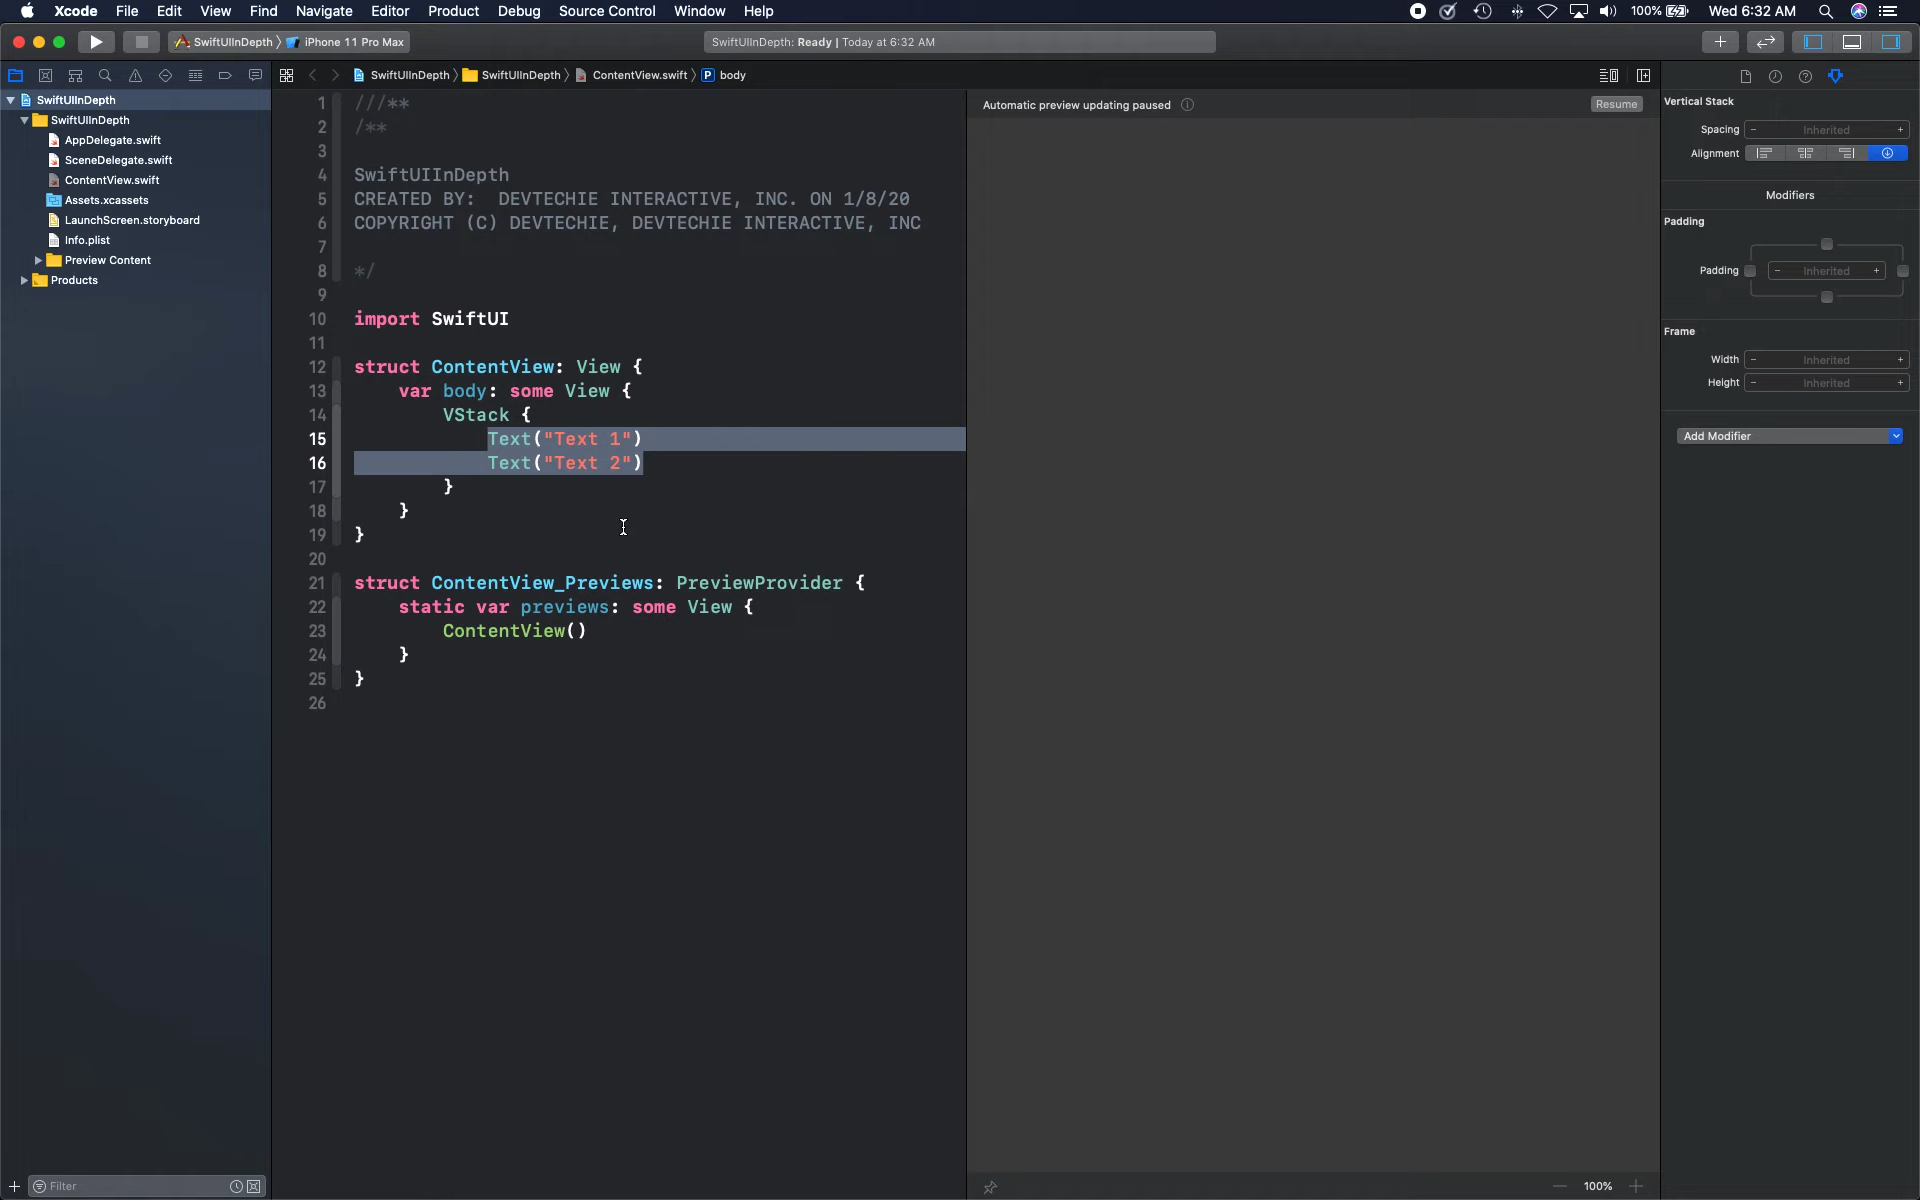 Xcode File Edit View Find Navigate Editor Product Debug Source Control Window Help 100% Wed 6:32 AM
SwiftUIInDepth iPhone 11 Pro Max SwiftUIInDepth: Ready | Today at 6:32 AM
SwiftUIInDepth SwiftUIInDepth ContentView.swift P body
SwiftUIInDepth
SwiftUIInDepth
AppDelegate.swift
SceneDelegate.swift
ContentView.swift
Assets.xcassets
LaunchScreen.storyboard
Info.plist
Preview Content
Products
Filter
1 ///**
2 /**
3
4 SwiftUIInDepth
5 CREATED BY: DEVTECHIE INTERACTIVE, INC. ON 1/8/20
6 COPYRIGHT (C) DEVTECHIE, DEVTECHIE INTERACTIVE, INC
7
8 */
9
10 import SwiftUI
11
12 struct ContentView: View {
13 var body: some View {
14 VStack {
15 Text("Text 1")
16 Text("Text 2")
17 }
18 }
19 }
20
21 struct ContentView_Previews: PreviewProvider {
22 static var previews: some View {
23 ContentView()
24 }
25 }
26
Automatic preview updating paused Resume
100%
Vertical Stack
Spacing Inherited
Alignment
Modifiers
Padding
Padding Inherited
Frame
Width Inherited
Height Inherited
Add Modifier